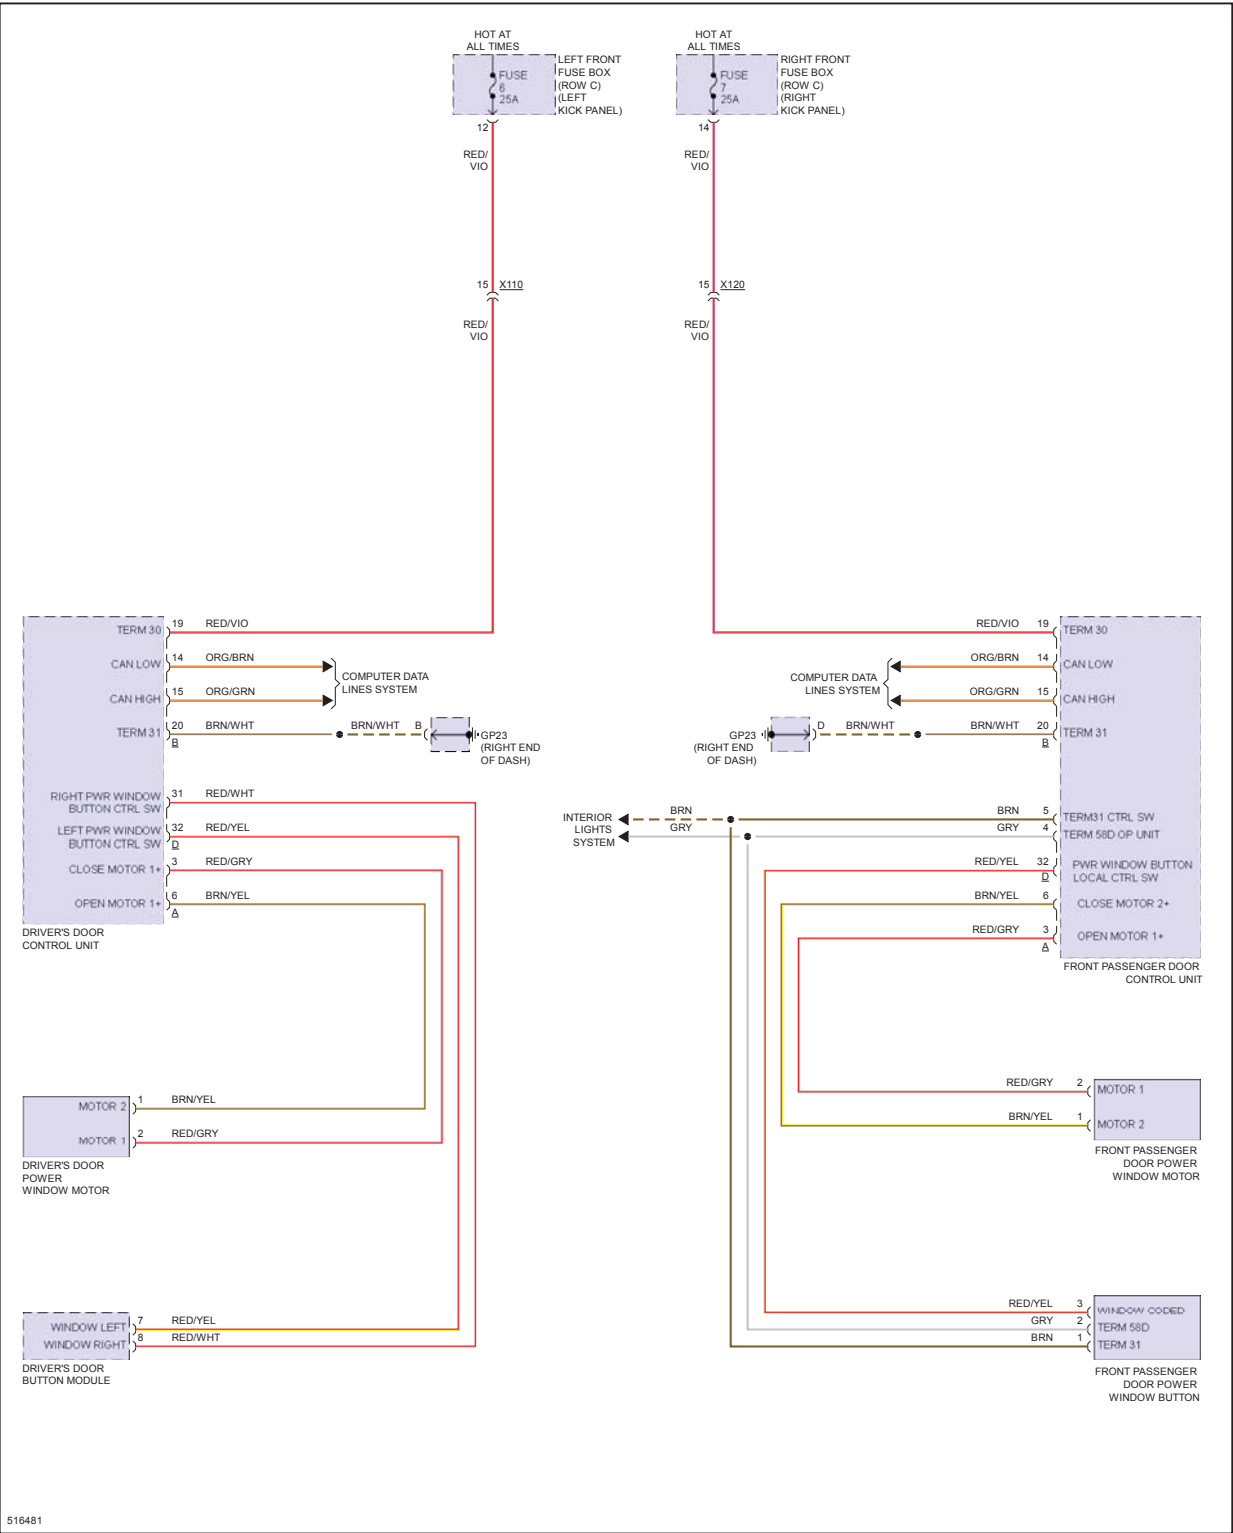 HOT AT
ALL TIMES
FUSE
6
25A
LEFT FRONT
FUSE BOX
(ROW C)
(LEFT
KICK PANEL)
12
RED/
VIO
15 X110
RED/
VIO
HOT AT
ALL TIMES
FUSE
7
25A
RIGHT FRONT
FUSE BOX
(ROW C)
(RIGHT
KICK PANEL)
14
RED/
VIO
15 X120
RED/
VIO
TERM 30 19 RED/VIO
CAN LOW 14 ORG/BRN
CAN HIGH 15 ORG/GRN
COMPUTER DATA
LINES SYSTEM
TERM 31 20 BRN/WHT BRN/WHT B
B
GP23
(RIGHT END
OF DASH)
RIGHT PWR WINDOW
BUTTON CTRL SW
31 RED/WHT
LEFT PWR WINDOW
BUTTON CTRL SW
32 RED/YEL
D
CLOSE MOTOR 1+ 3 RED/GRY
OPEN MOTOR 1+ 6 BRN/YEL
A
DRIVER'S DOOR
CONTROL UNIT
RED/VIO 19 TERM 30
ORG/BRN 14 CAN LOW
ORG/GRN 15 CAN HIGH
COMPUTER DATA
LINES SYSTEM
GP23
(RIGHT END
OF DASH)
D BRN/WHT BRN/WHT 20 TERM 31
B
INTERIOR
LIGHTS
SYSTEM
BRN BRN 5 TERM31 CTRL SW
GRY GRY 4 TERM 58D OP UNIT
RED/YEL 32 PWR WINDOW BUTTON
LOCAL CTRL SW
D
BRN/YEL 6 CLOSE MOTOR 2+
RED/GRY 3 OPEN MOTOR 1+
A
FRONT PASSENGER DOOR
CONTROL UNIT
MOTOR 2 1 BRN/YEL
MOTOR 1 2 RED/GRY
DRIVER'S DOOR
POWER
WINDOW MOTOR
RED/GRY 2 MOTOR 1
BRN/YEL 1 MOTOR 2
FRONT PASSENGER
DOOR POWER
WINDOW MOTOR
WINDOW LEFT 7 RED/YEL
WINDOW RIGHT 8 RED/WHT
DRIVER'S DOOR
BUTTON MODULE
RED/YEL 3 WINDOW CODED
GRY 2 TERM 58D
BRN 1 TERM 31
FRONT PASSENGER
DOOR POWER
WINDOW BUTTON
516481